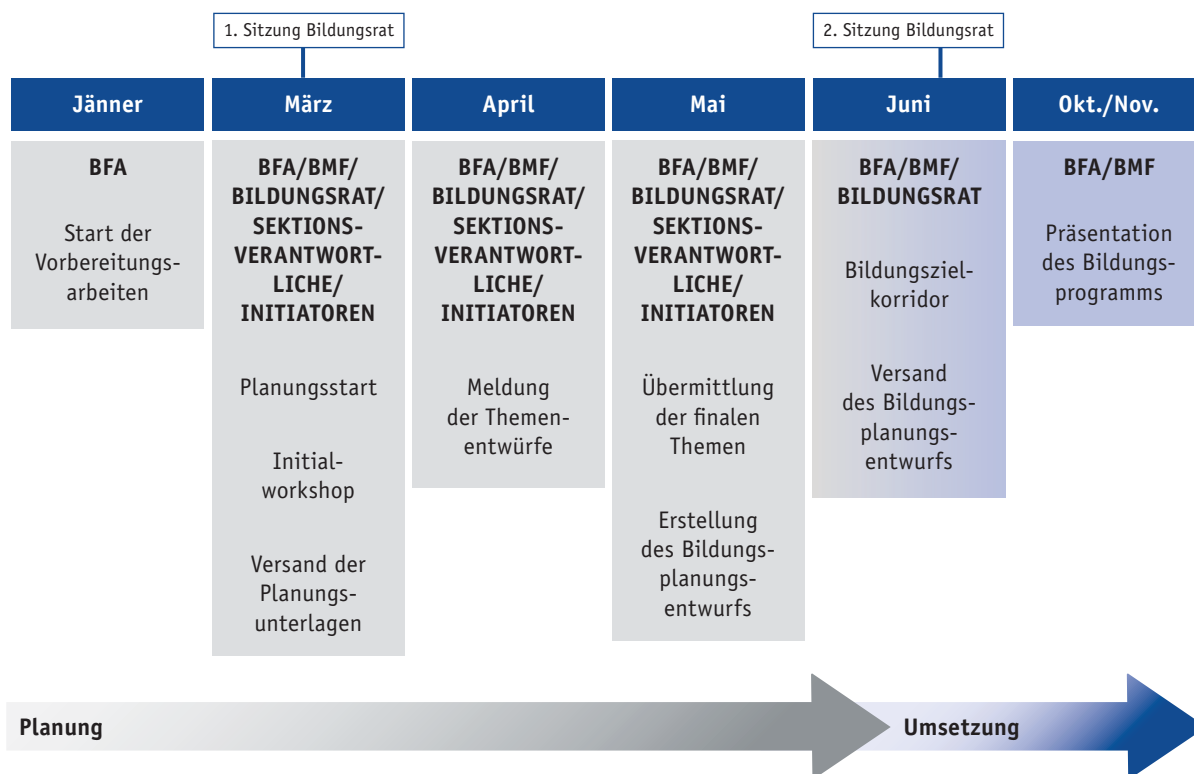 1. Sitzung Bildungsrat
2. Sitzung Bildungsrat
Jänner
März
April
Mai
Juni
Okt./Nov.
BFA
Start der
Vorbereitungs-
arbeiten
BFA/BMF/
BILDUNGSRAT/
SEKTIONS-
VERANTWORT-
LICHE/
INITIATOREN
Planungsstart
Initial-
workshop
Versand der
Planungs-
unterlagen
BFA/BMF/
BILDUNGSRAT/
SEKTIONS-
VERANTWORT-
LICHE/
INITIATOREN
Meldung
der Themen-
entwürfe
BFA/BMF/
BILDUNGSRAT/
SEKTIONS-
VERANTWORT-
LICHE/
INITIATOREN
Übermittlung
der finalen
Themen
Erstellung
des Bildungs-
planungs-
entwurfs
BFA/BMF/
BILDUNGSRAT
Bildungsziel-
korridor
Versand
des Bildungs-
planungs-
entwurfs
BFA/BMF
Präsentation
des Bildungs-
programms
Planung
Umsetzung